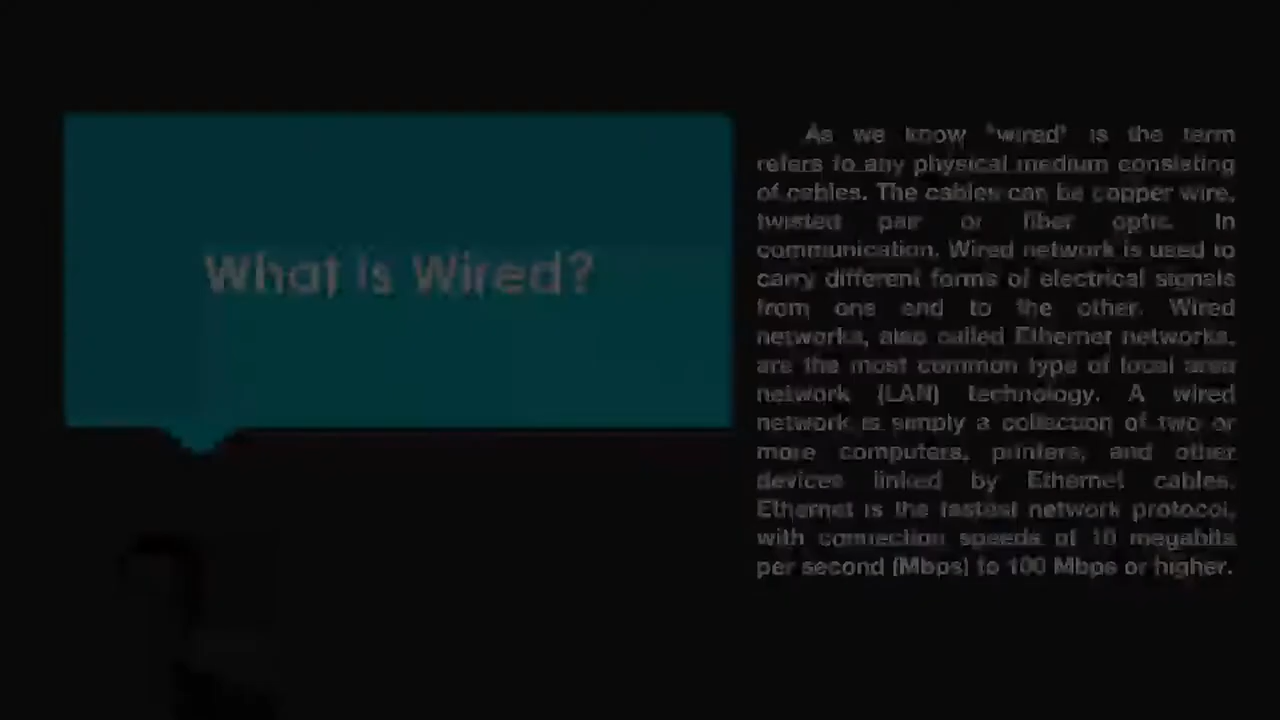 What is Wired?
As we know "wired" is the term
refers to any physical medium consisting
of cables. The cables can be copper wire,
twisted pair or fiber optic. In
communication. Wired network is used to
carry different forms of electrical signals
from one end to the other. Wired
networks, also called Ethernet networks,
are the most common type of local area
network (LAN) technology. A wired
network is simply a collection of two or
more computers, printers, and other
devices linked by Ethernet cables.
Ethernet is the fastest network protocol,
with connection speeds of 10 megabits
per second (Mbps) to 100 Mbps or higher.